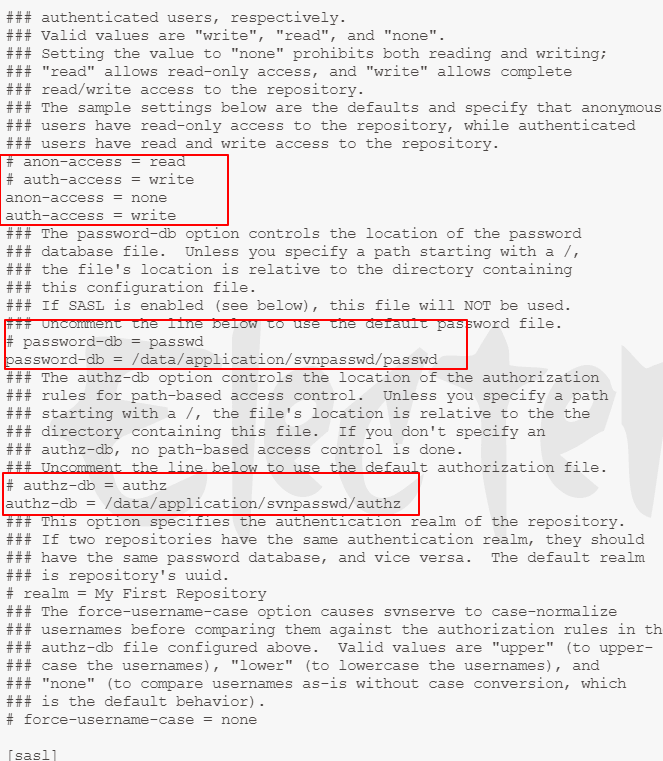 ### authenticated users, respectively.
### Valid values are "write", "read", and "none".
### Setting the value to "none" prohibits both reading and writing;
### "read" allows read-only access, and "write" allows complete
### read/write access to the repository.
### The sample settings below are the defaults and specify that anonymous
### users have read-only access to the repository, while authenticated
### users have read and write access to the repository.
# anon-access = read
# auth-access = write
anon-access = none
auth-access = write
### The password-db option controls the location of the password
### database file.  Unless you specify a path starting with a /,
### the file's location is relative to the directory containing
### this configuration file.
### If SASL is enabled (see below), this file will NOT be used.
### Uncomment the line below to use the default password file.
# password-db = passwd
password-db = /data/application/svnpasswd/passwd
### The authz-db option controls the location of the authorization
### rules for path-based access control.  Unless you specify a path
### starting with a /, the file's location is relative to the the
### directory containing this file.  If you don't specify an
### authz-db, no path-based access control is done.
### Uncomment the line below to use the default authorization file.
# authz-db = authz
authz-db = /data/application/svnpasswd/authz
### This option specifies the authentication realm of the repository.
### If two repositories have the same authentication realm, they should
### have the same password database, and vice versa.  The default realm
### is repository's uuid.
# realm = My First Repository
### The force-username-case option causes svnserve to case-normalize
### usernames before comparing them against the authorization rules in th
### authz-db file configured above.  Valid values are "upper" (to upper-
### case the usernames), "lower" (to lowercase the usernames), and
### "none" (to compare usernames as-is without case conversion, which
### is the default behavior).
# force-username-case = none
[sasl]